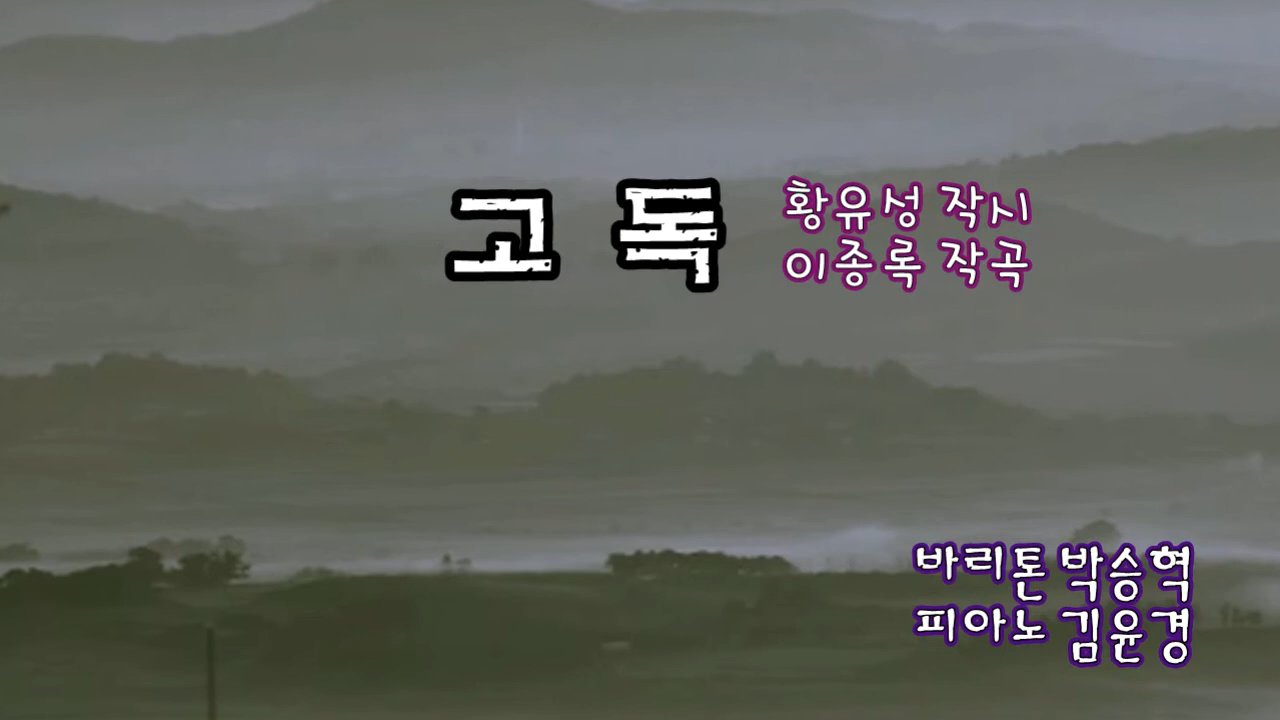 고독
황유성 작시
이종록 작곡
바리톤 박승혁
피아노 김윤경